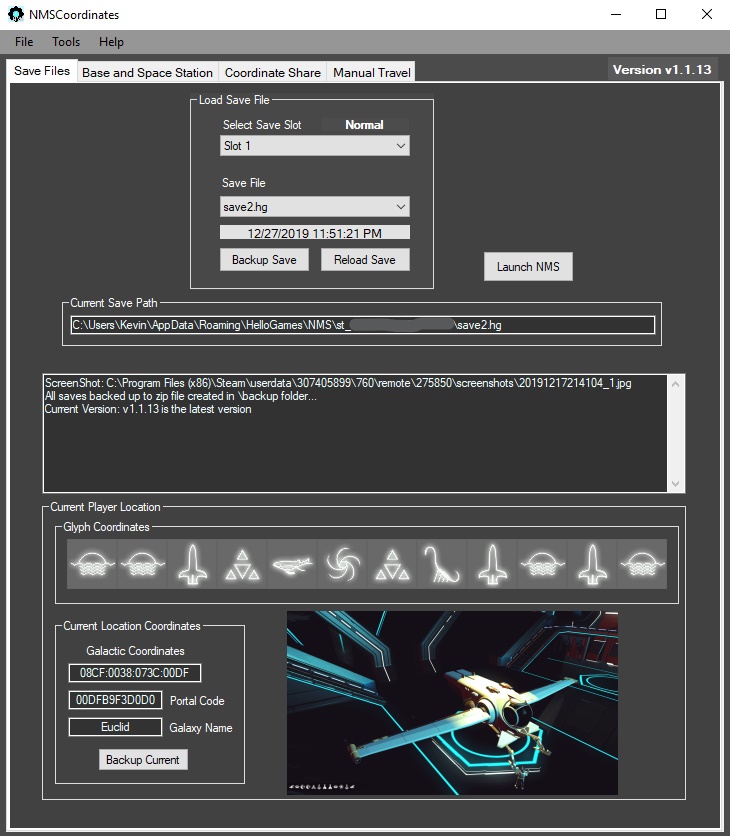 NMSCoordinates
File Tools Help
Save Files Base and Space Station Coordinate Share Manual Travel Version v1.1.13
Load Save File
Select Save Slot Normal
Slot 1
Save File
save2.hg
12/27/2019 11:51:21 PM
Backup Save Reload Save
Launch NMS
Current Save Path
C:\Users\Kevin\AppData\Roaming\HelloGames\NMS\st_ \save2.hg
ScreenShot: C:\Program Files (x86)\Steam\userdata\307405899\760\remote\275850\screenshots\20191217214104_1.jpg
All saves backed up to zip file created in \backup folder...
Current Version: v1.1.13 is the latest version
Current Player Location
Glyph Coordinates
Current Location Coordinates
Galactic Coordinates
08CF:0038:073C:00DF
00DFB9F3D0D0 Portal Code
Euclid Galaxy Name
Backup Current